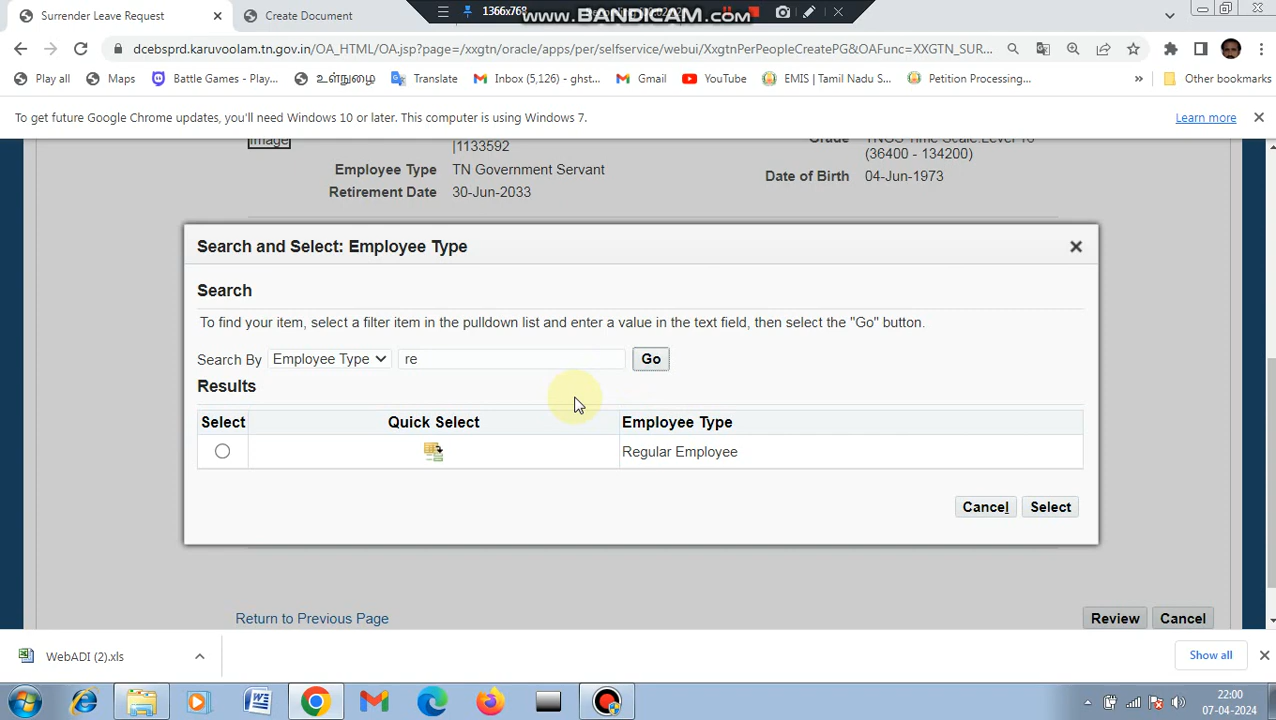 Surrender Leave Request
Create Document
1366x768
www.BANDICAM.com
dcebsprd.karuvoolam.tn.gov.in/OA_HTML/OA.jsp?page=/xxgtn/oracle/apps/per/selfservice/webui/XxgtnPerPeopleCreatePG&OAFunc=XXGTN_SUR...
Play all
Maps
Battle Games - Play...
உள்நுழை
Translate
Inbox (5,126) - ghst...
Gmail
YouTube
EMIS | Tamil Nadu S...
Petition Processing...
»
Other bookmarks
To get future Google Chrome updates, you'll need Windows 10 or later. This computer is using Windows 7.
Learn more
Image
|1133592
Grade
TNGS Time Scale.Level 16
(36400 - 134200)
Employee Type TN Government Servant
Date of Birth 04-Jun-1973
Retirement Date 30-Jun-2033
Search and Select: Employee Type
Search
To find your item, select a filter item in the pulldown list and enter a value in the text field, then select the "Go" button.
Search By Employee Type re Go
Results
Select Quick Select Employee Type
Regular Employee
Cancel Select
Return to Previous Page
Review Cancel
WebADI (2).xls
Show all
22:00
07-04-2024